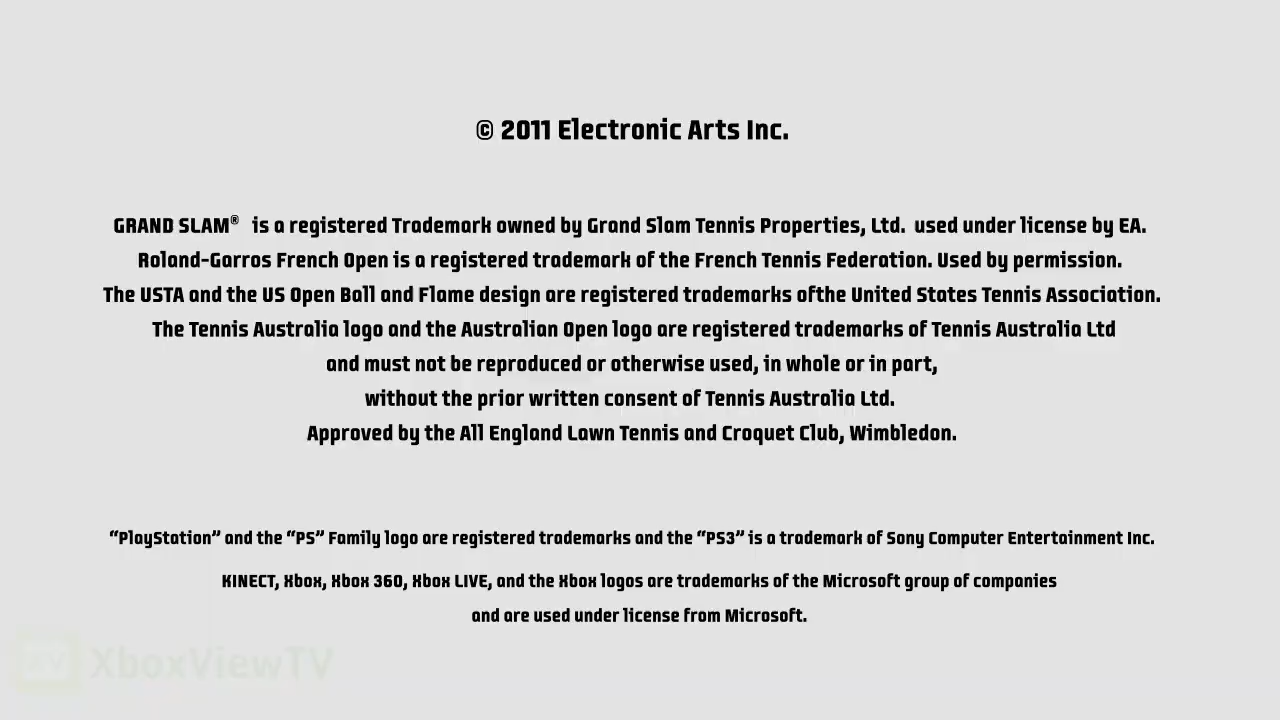 © 2011 Electronic Arts Inc.
GRAND SLAM® is a registered Trademark owned by Grand Slam Tennis Properties, Ltd. used under license by EA.
Roland-Garros French Open is a registered trademark of the French Tennis Federation. Used by permission.
The USTA and the US Open Ball and Flame design are registered trademarks ofthe United States Tennis Association.
The Tennis Australia logo and the Australian Open logo are registered trademarks of Tennis Australia Ltd
and must not be reproduced or otherwise used, in whole or in part,
without the prior written consent of Tennis Australia Ltd.
Approved by the All England Lawn Tennis and Croquet Club, Wimbledon.
“PlayStation” and the “PS” Family logo are registered trademarks and the “PS3” is a trademark of Sony Computer Entertainment Inc.
KINECT, Xbox, Xbox 360, Xbox LIVE, and the Xbox logos are trademarks of the Microsoft group of companies
and are used under license from Microsoft.
XV XboxViewTV